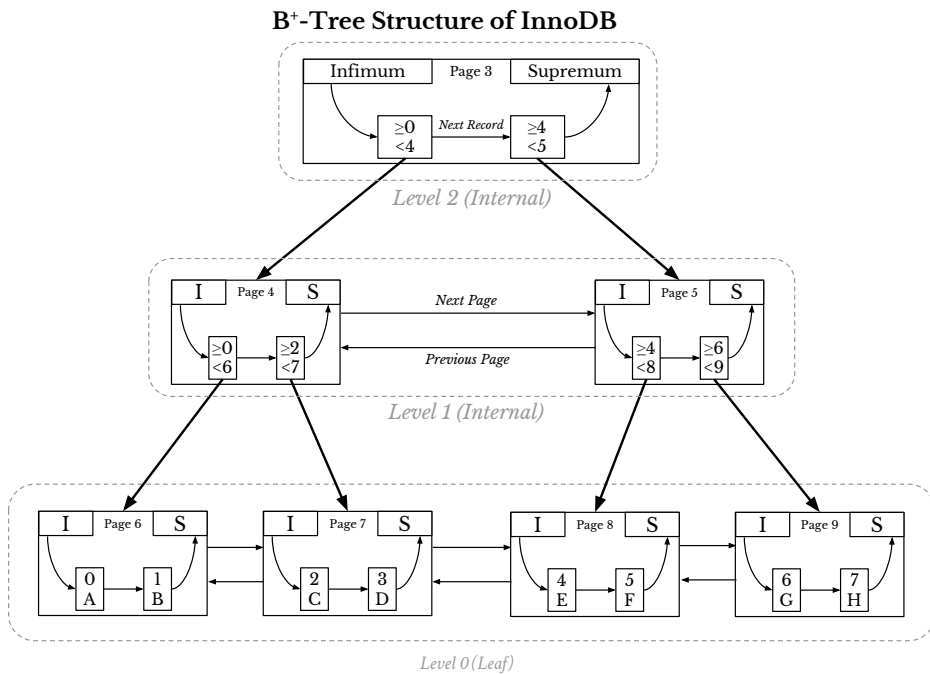 B⁺-Tree Structure of InnoDB
Infimum
Page 3
Supremum
≥0
<4
Next Record
≥4
<5
Level 2 (Internal)
I
Page 4
S
≥0
<6
≥2
<7
Next Page
Previous Page
I
Page 5
S
≥4
<8
≥6
<9
Level 1 (Internal)
I
Page 6
S
0
A
1
B
I
Page 7
S
2
C
3
D
I
Page 8
S
4
E
5
F
I
Page 9
S
6
G
7
H
Level 0 (Leaf)